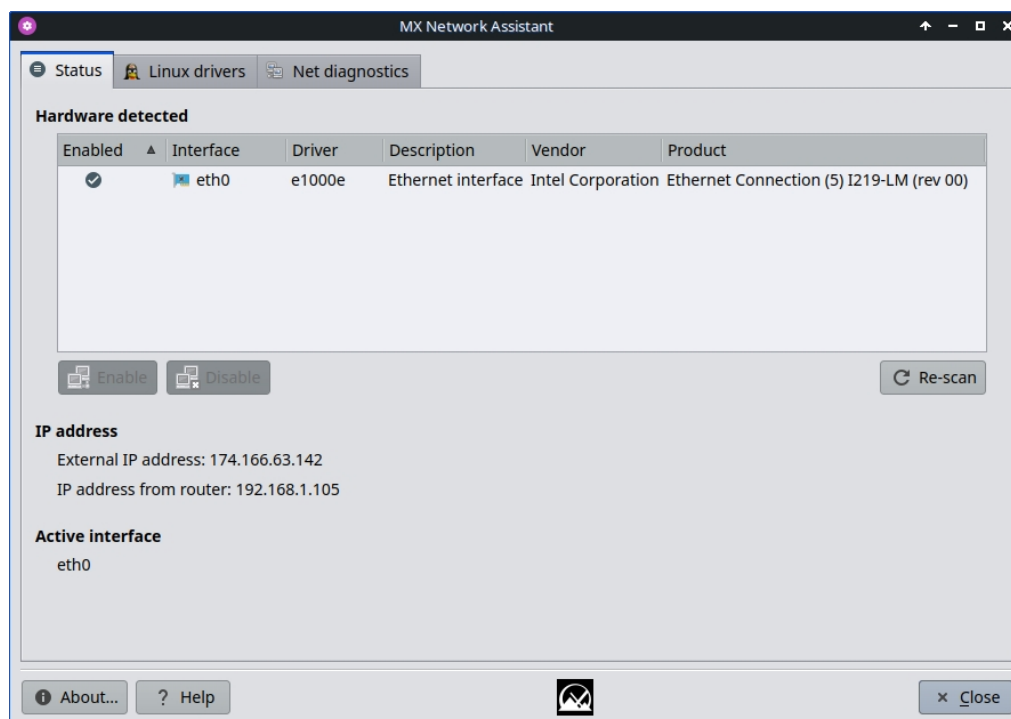 MX Network Assistant
Status Linux drivers Net diagnostics
Hardware detected
Enabled Interface Driver Description Vendor Product
eth0 e1000e Ethernet interface Intel Corporation Ethernet Connection (5) I219-LM (rev 00)
Enable Disable Re-scan
IP address
External IP address: 174.166.63.142
IP address from router: 192.168.1.105
Active interface
eth0
About... Help Close